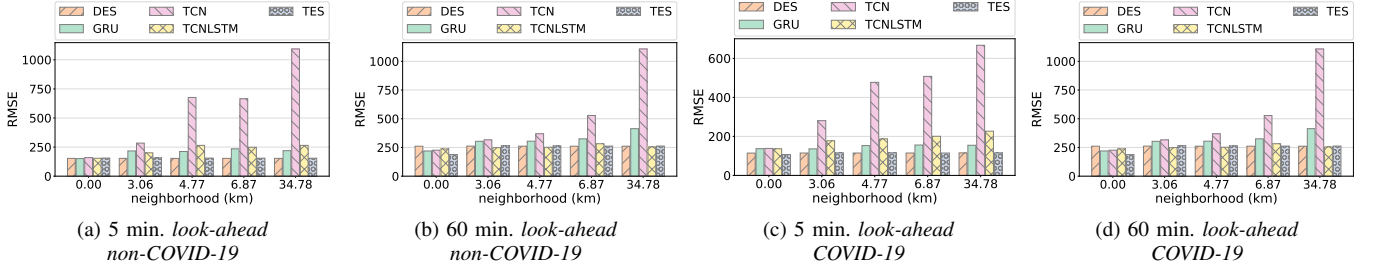 DES TCN TES
GRU TCNLSTM
RMSE
1000
750
500
250
0
0.00 3.06 4.77 6.87 34.78
neighborhood (km)
(a) 5 min. look-ahead
non-COVID-19
DES TCN TES
GRU TCNLSTM
RMSE
1000
750
500
250
0
0.00 3.06 4.77 6.87 34.78
neighborhood (km)
(b) 60 min. look-ahead
non-COVID-19
DES TCN TES
GRU TCNLSTM
RMSE
600
400
200
0
0.00 3.06 4.77 6.87 34.78
neighborhood (km)
(c) 5 min. look-ahead
COVID-19
DES TCN TES
GRU TCNLSTM
RMSE
1000
750
500
250
0
0.00 3.06 4.77 6.87 34.78
neighborhood (km)
(d) 60 min. look-ahead
COVID-19